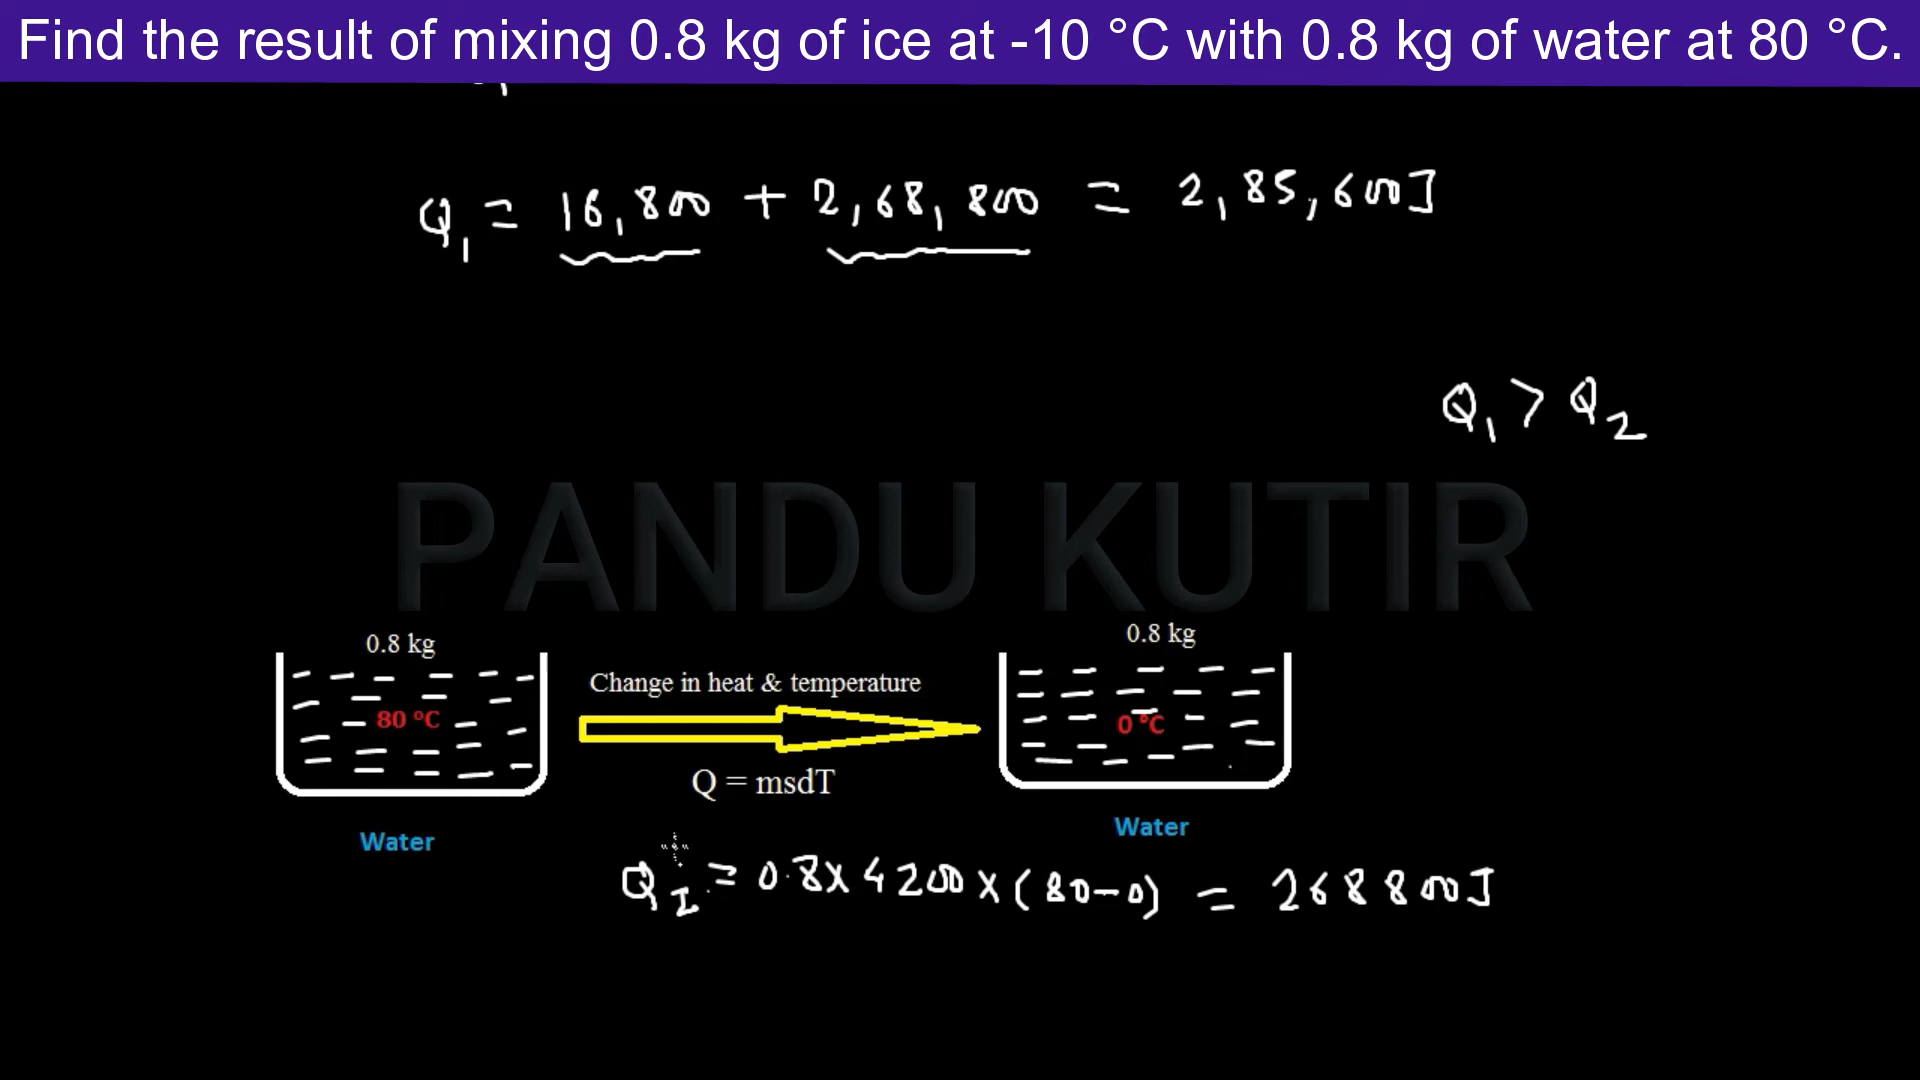 Find the result of mixing 0.8 kg of ice at -10 °C with 0.8 kg of water at 80 °C.
Q₁ = 16,800 + 2,68,800 = 2,85,600J
Q₁ > Q₂
PANDU KUTIR
0.8 kg
0.8 kg
Change in heat & temperature
80 °C
0 °C
Q = msdT
Water
Water
Q₂ = 0.8 x 4200 x (80-0) = 268800J